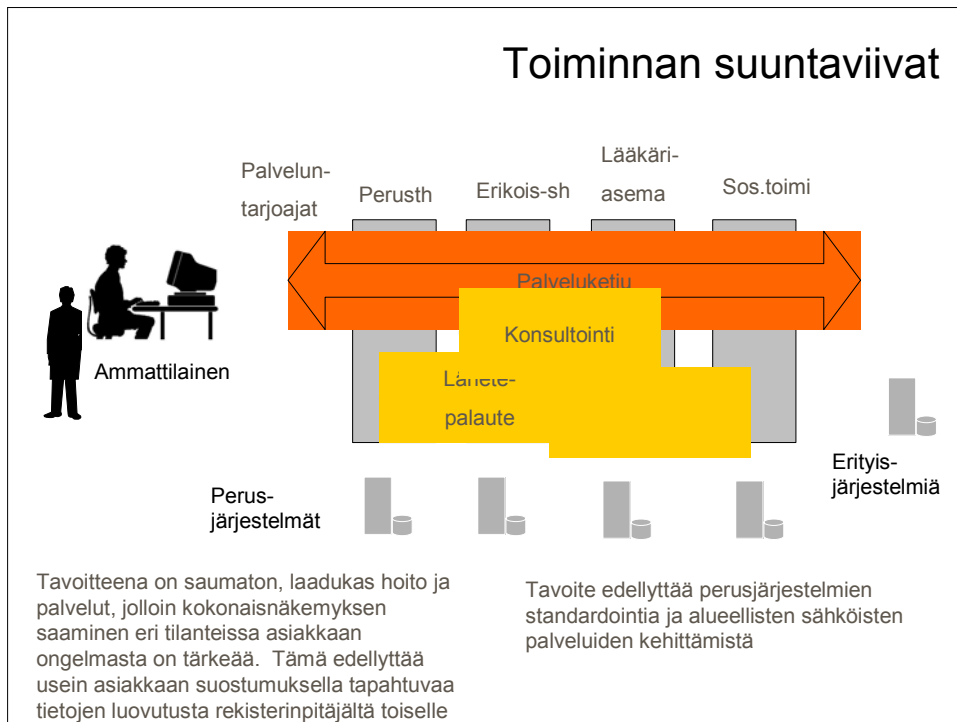 Toiminnan suuntaviivat
Palvelun-
tarjoajat
Perusth
Erikois-sh
Lääkäri-
asema
Sos.toimi
Palveluketju
Konsultointi
Ammattilainen
Lähete-
palaute
Erityis-
järjestelmiä
Perus-
järjestelmät
Tavoitteena on saumaton, laadukas hoito ja
palvelut, jolloin kokonaisnäkemyksen
saaminen eri tilanteissa asiakkaan
ongelmasta on tärkeää. Tämä edellyttää
usein asiakkaan suostumuksella tapahtuvaa
tietojen luovutusta rekisterinpitäjältä toiselle
Tavoite edellyttää perusjärjestelmien
standardointia ja alueellisten sähköisten
palveluiden kehittämistä